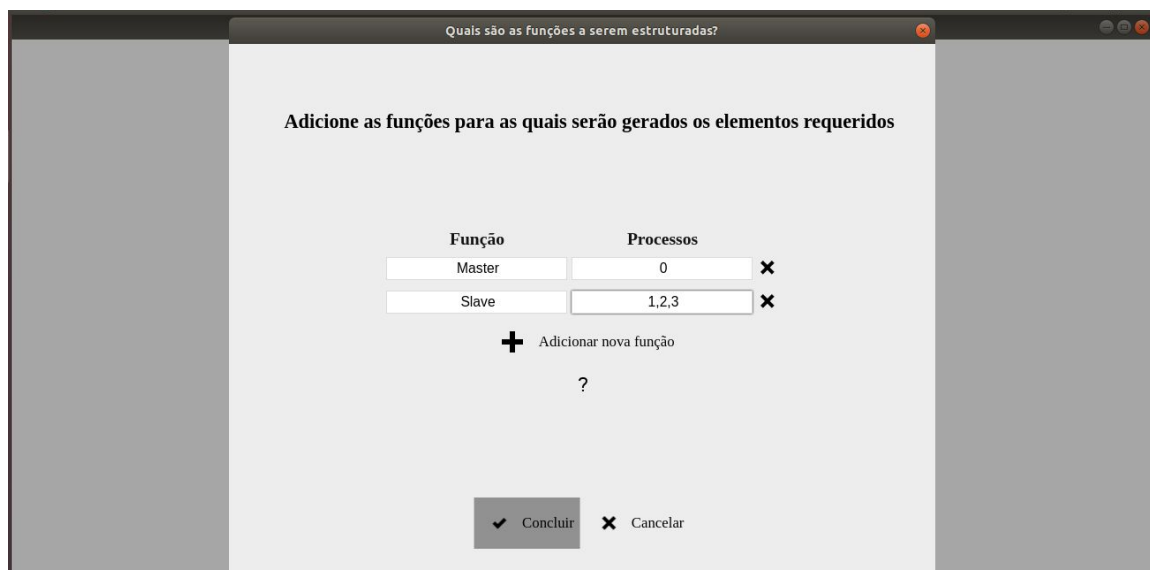 Quais são as funções a serem estruturadas?
Adicione as funções para as quais serão gerados os elementos requeridos
Função Processos
Master 0
Slave 1,2,3
Adicionar nova função
?
Concluir Cancelar